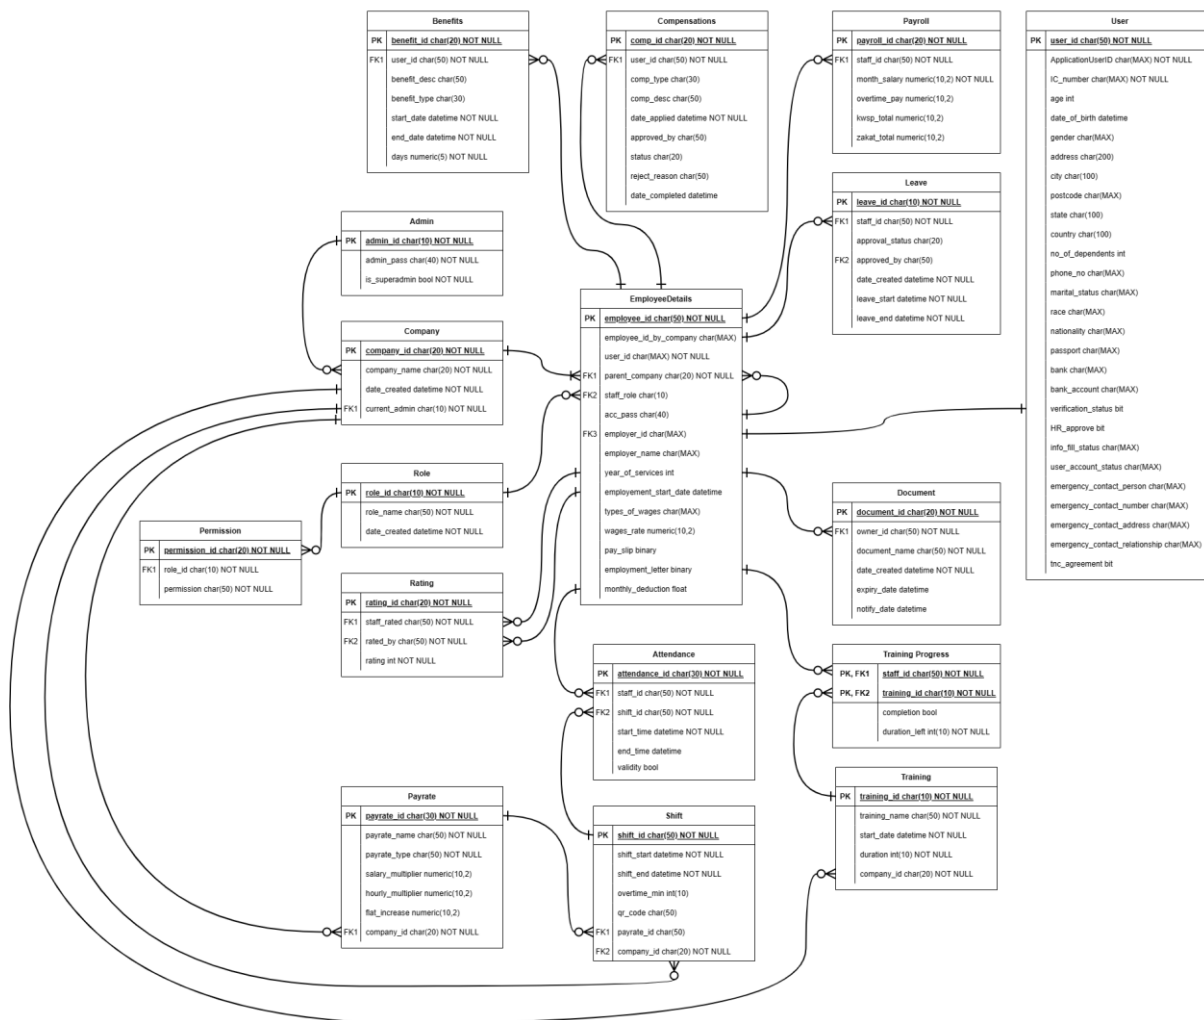 Benefits
PK benefit_id char(20) NOT NULL
FK1 user_id char(50) NOT NULL
benefit_desc char(50)
benefit_type char(30)
start_date datetime NOT NULL
end_date datetime NOT NULL
days numeric(5) NOT NULL
Compensations
PK comp_id char(20) NOT NULL
FK1 user_id char(50) NOT NULL
comp_type char(30)
comp_desc char(50)
date_applied datetime NOT NULL
approved_by char(50)
status char(20)
reject_reason char(50)
date_completed datetime
Payroll
PK payroll_id char(20) NOT NULL
FK1 staff_id char(50) NOT NULL
month_salary numeric(10,2) NOT NULL
overtime_pay numeric(10,2)
kwsp_total numeric(10,2)
zakat_total numeric(10,2)
User
PK user_id char(50) NOT NULL
ApplicationUserID char(MAX) NOT NULL
IC_number char(MAX) NOT NULL
age int
date_of_birth datetime
gender char(MAX)
address char(200)
city char(100)
postcode char(MAX)
state char(100)
country char(100)
no_of_dependents int
phone_no char(MAX)
marital_status char(MAX)
race char(MAX)
nationality char(MAX)
passport char(MAX)
bank char(MAX)
bank_account char(MAX)
verification_status bit
HR_approve bit
info_fill_status char(MAX)
user_account_status char(MAX)
emergency_contact_person char(MAX)
emergency_contact_number char(MAX)
emergency_contact_address char(MAX)
emergency_contact_relationship char(MAX)
tnc_agreement bit
Leave
PK leave_id char(10) NOT NULL
FK1 staff_id char(50) NOT NULL
approval_status char(20)
FK2 approved_by char(50)
date_created datetime NOT NULL
leave_start datetime NOT NULL
leave_end datetime NOT NULL
Admin
PK admin_id char(10) NOT NULL
admin_pass char(40) NOT NULL
is_superadmin bool NOT NULL
Company
PK company_id char(20) NOT NULL
company_name char(20) NOT NULL
date_created datetime NOT NULL
FK1 current_admin char(10) NOT NULL
EmployeeDetails
PK employee_id char(50) NOT NULL
employee_id_by_company char(MAX)
user_id char(MAX) NOT NULL
FK1 parent_company char(20) NOT NULL
FK2 staff_role char(10)
acc_pass char(40)
FK3 employer_id char(MAX)
employer_name char(MAX)
year_of_services int
employement_start_date datetime
types_of_wages char(MAX)
wages_rate numeric(10,2)
pay_slip binary
employment_letter binary
monthly_deduction float
Role
PK role_id char(10) NOT NULL
role_name char(50) NOT NULL
date_created datetime NOT NULL
Permission
PK permission_id char(20) NOT NULL
FK1 role_id char(10) NOT NULL
permission char(50) NOT NULL
Document
PK document_id char(20) NOT NULL
FK1 owner_id char(50) NOT NULL
document_name char(50) NOT NULL
date_created datetime NOT NULL
expiry_date datetime
notify_date datetime
Rating
PK rating_id char(20) NOT NULL
FK1 staff_rated char(50) NOT NULL
FK2 rated_by char(50) NOT NULL
rating int NOT NULL
Attendance
PK attendance_id char(30) NOT NULL
FK1 staff_id char(50) NOT NULL
FK2 shift_id char(50) NOT NULL
start_time datetime NOT NULL
end_time datetime
validity bool
Training Progress
PK, FK1 staff_id char(50) NOT NULL
PK, FK2 training_id char(10) NOT NULL
completion bool
duration_left int(10) NOT NULL
Training
PK training_id char(10) NOT NULL
training_name char(50) NOT NULL
start_date datetime NOT NULL
duration int(10) NOT NULL
company_id char(20) NOT NULL
Payrate
PK payrate_id char(30) NOT NULL
payrate_name char(50) NOT NULL
payrate_type char(50) NOT NULL
salary_multiplier numeric(10,2)
hourly_multiplier numeric(10,2)
flat_increase numeric(10,2)
FK1 company_id char(20) NOT NULL
Shift
PK shift_id char(50) NOT NULL
shift_start datetime NOT NULL
shift_end datetime NOT NULL
overtime_min int(10)
qr_code char(50)
FK1 payrate_id char(50)
FK2 company_id char(20) NOT NULL